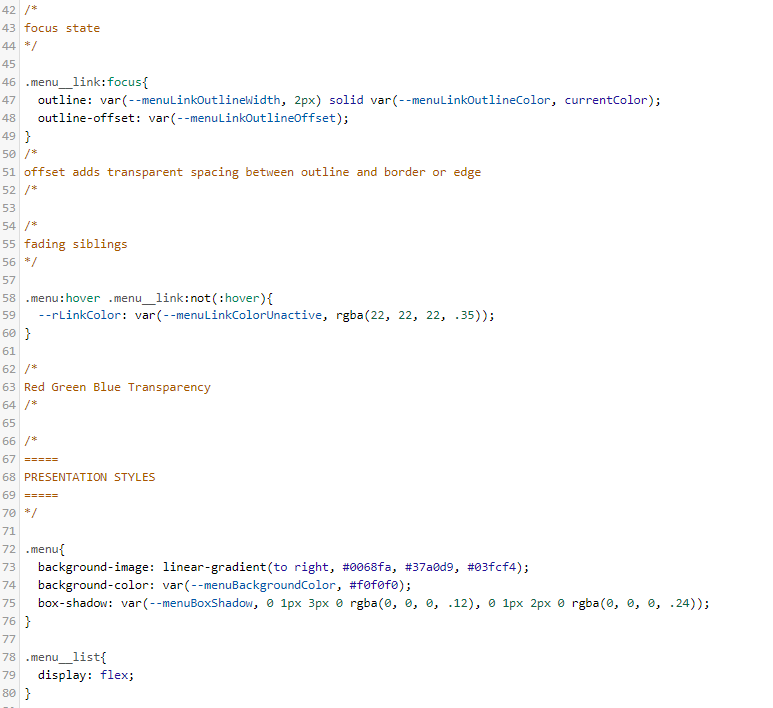 42 /*
43 focus state
44 */
45
46 .menu__link:focus{
47   outline: var(--menuLinkOutlineWidth, 2px) solid var(--menuLinkOutlineColor, currentColor);
48   outline-offset: var(--menuLinkOutlineOffset);
49 }
50 /*
51 offset adds transparent spacing between outline and border or edge
52 /*
53
54 /*
55 fading siblings
56 */
57
58 .menu:hover .menu__link:not(:hover){
59   --rLinkColor: var(--menuLinkColorUnactive, rgba(22, 22, 22, .35));
60 }
61
62 /*
63 Red Green Blue Transparency
64 /*
65
66 /*
67 =====
68 PRESENTATION STYLES
69 =====
70 */
71
72 .menu{
73   background-image: linear-gradient(to right, #0068fa, #37a0d9, #03fcf4);
74   background-color: var(--menuBackgroundColor, #f0f0f0);
75   box-shadow: var(--menuBoxShadow, 0 1px 3px 0 rgba(0, 0, 0, .12), 0 1px 2px 0 rgba(0, 0, 0, .24));
76 }
77
78 .menu__list{
79   display: flex;
80 }